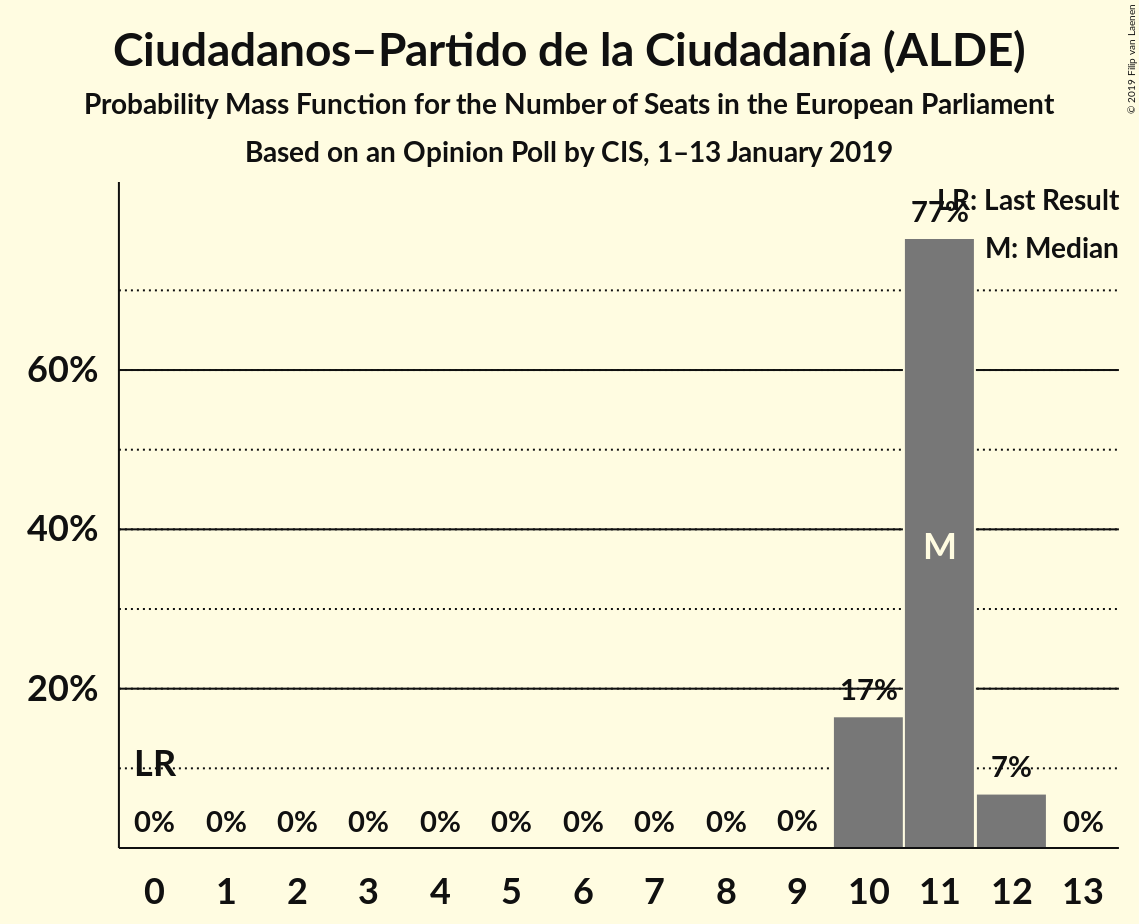 Ciudadanos–Partido de la Ciudadanía (ALDE)
Probability Mass Function for the Number of Seats in the European Parliament
Based on an Opinion Poll by CIS, 1–13 January 2019
© 2019 Filip van Laenen
LR: Last Result
M: Median
77%
60%
40%
M
20%
17%
LR
7%
0% 0% 0% 0% 0% 0% 0% 0% 0% 0% 0%
0 1 2 3 4 5 6 7 8 9 10 11 12 13